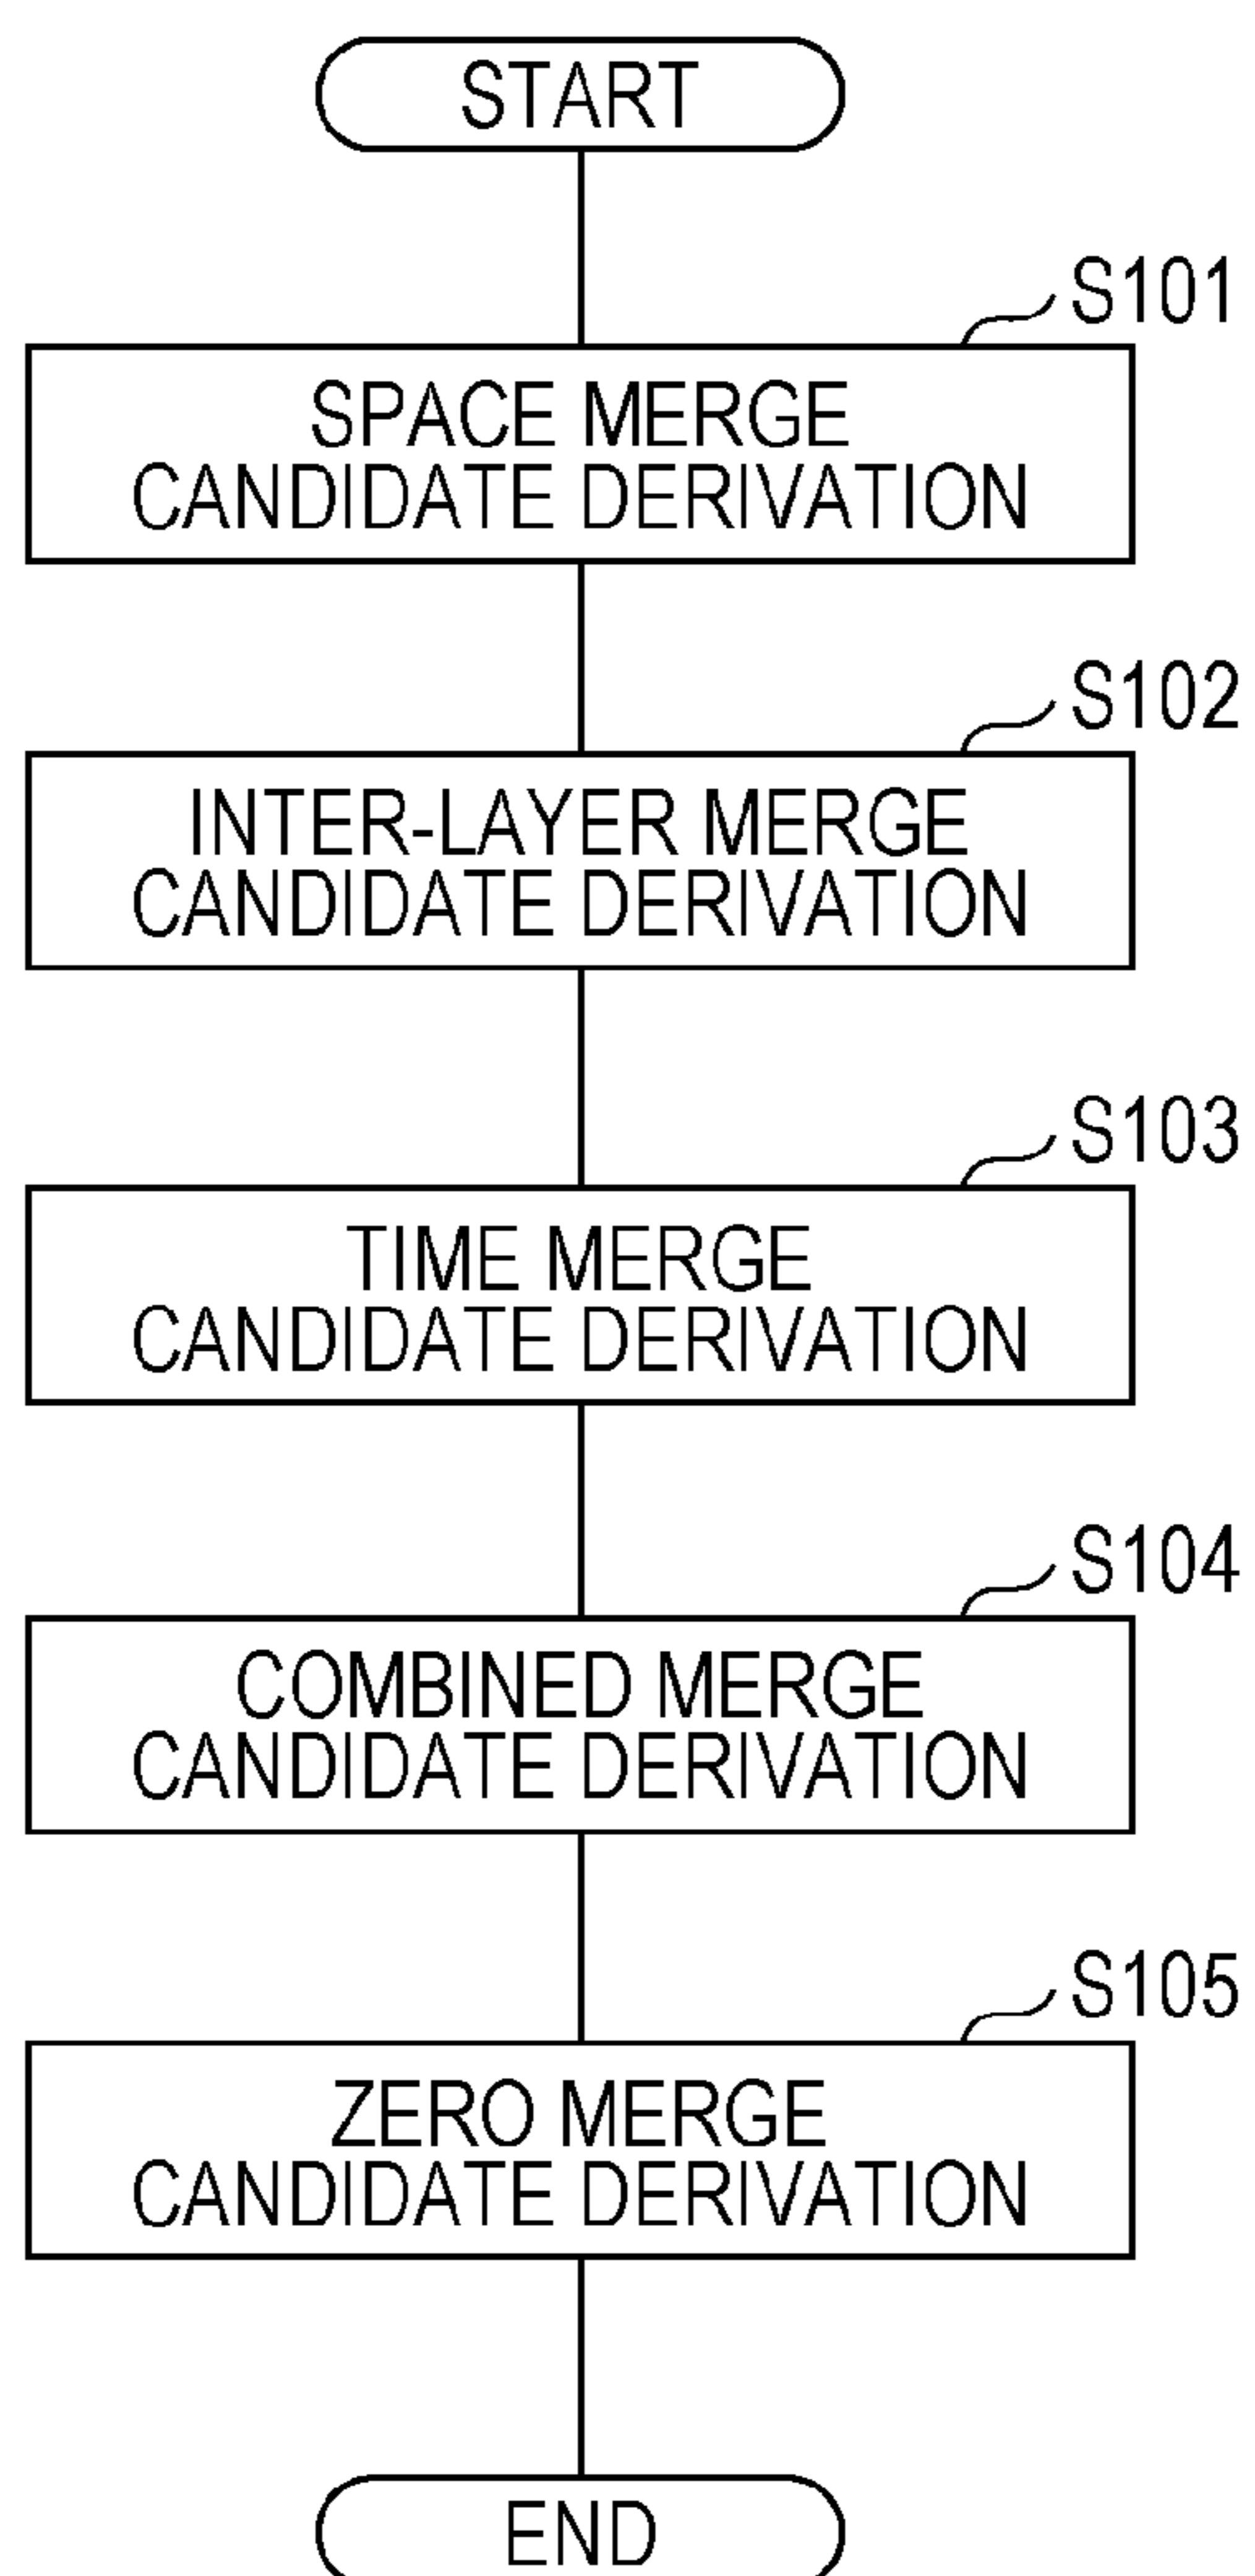 START
S101
SPACE MERGE
CANDIDATE DERIVATION
S102
INTER-LAYER MERGE
CANDIDATE DERIVATION
S103
TIME MERGE
CANDIDATE DERIVATION
S104
COMBINED MERGE
CANDIDATE DERIVATION
S105
ZERO MERGE
CANDIDATE DERIVATION
END